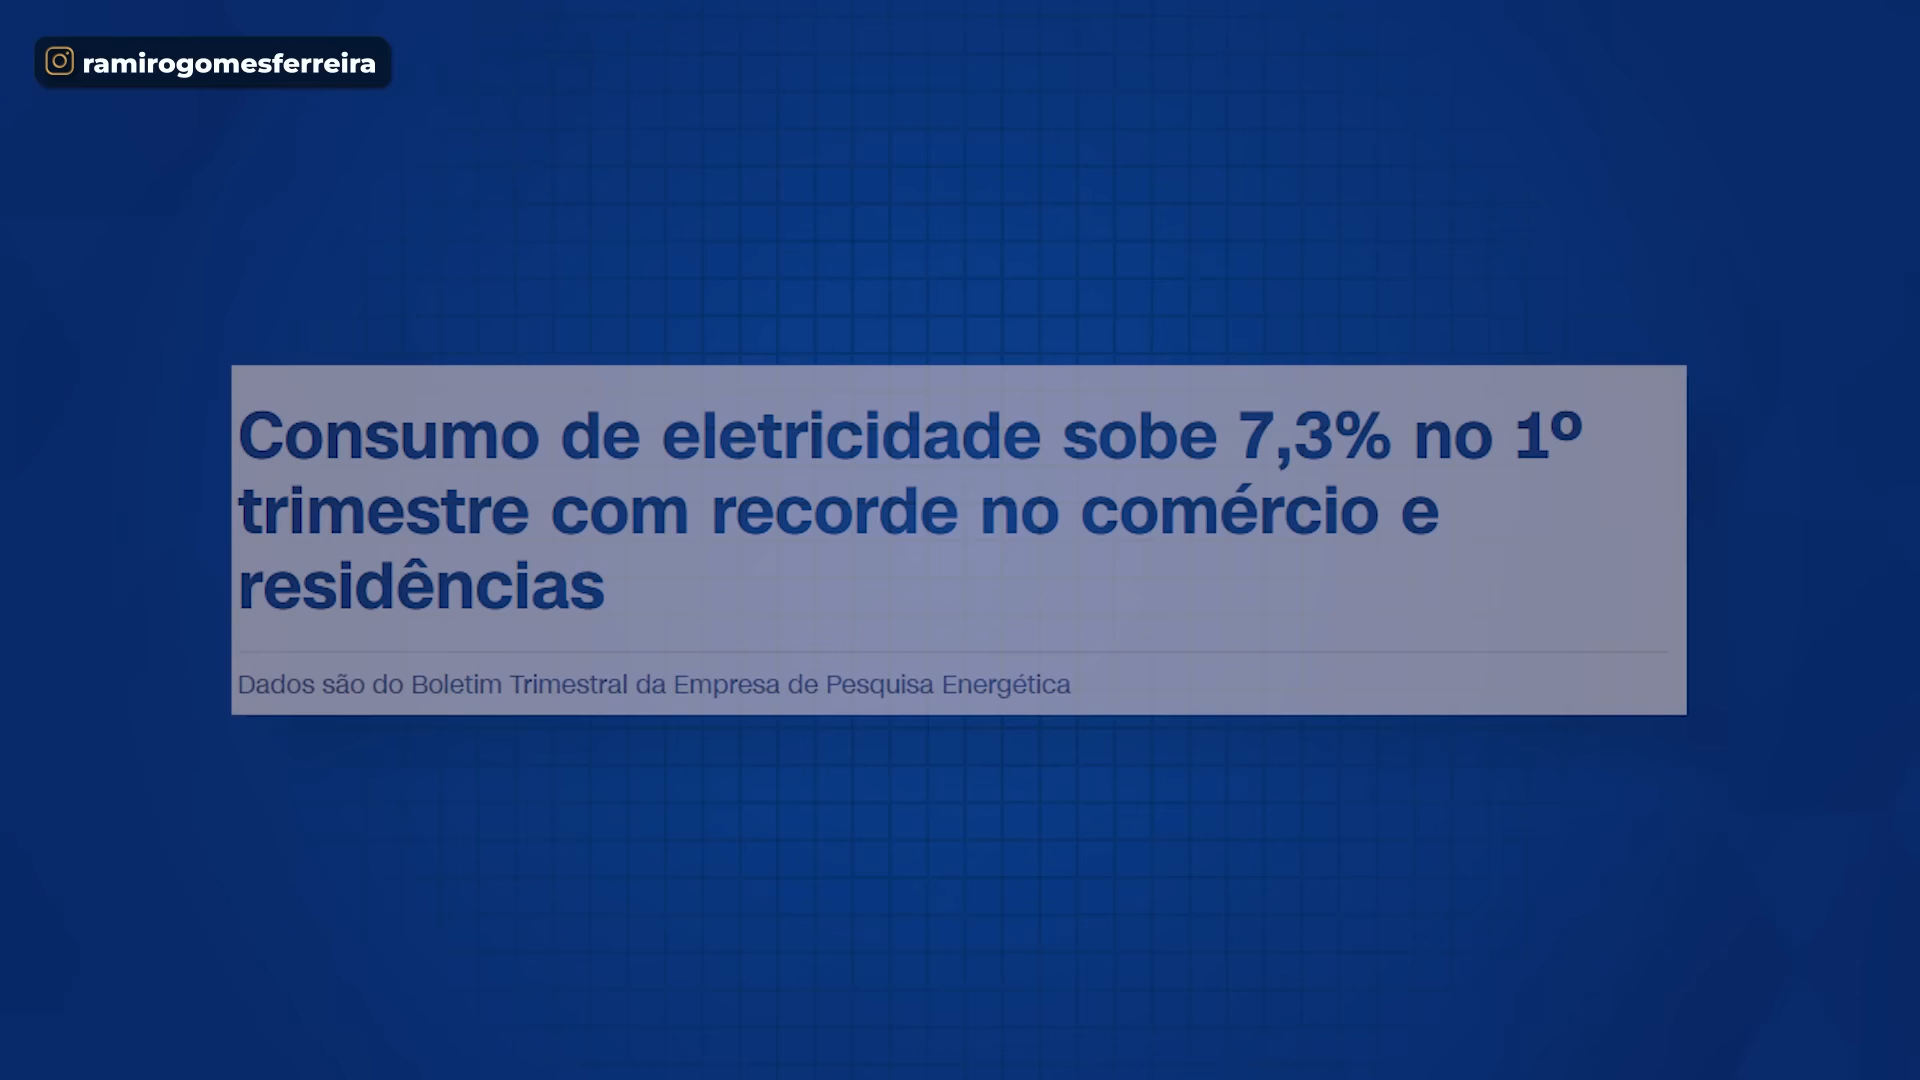 ramirogomesferreira
Consumo de eletricidade sobe 7,3% no 1º
trimestre com recorde no comércio e
residências
Dados são do Boletim Trimestral da Empresa de Pesquisa Energética